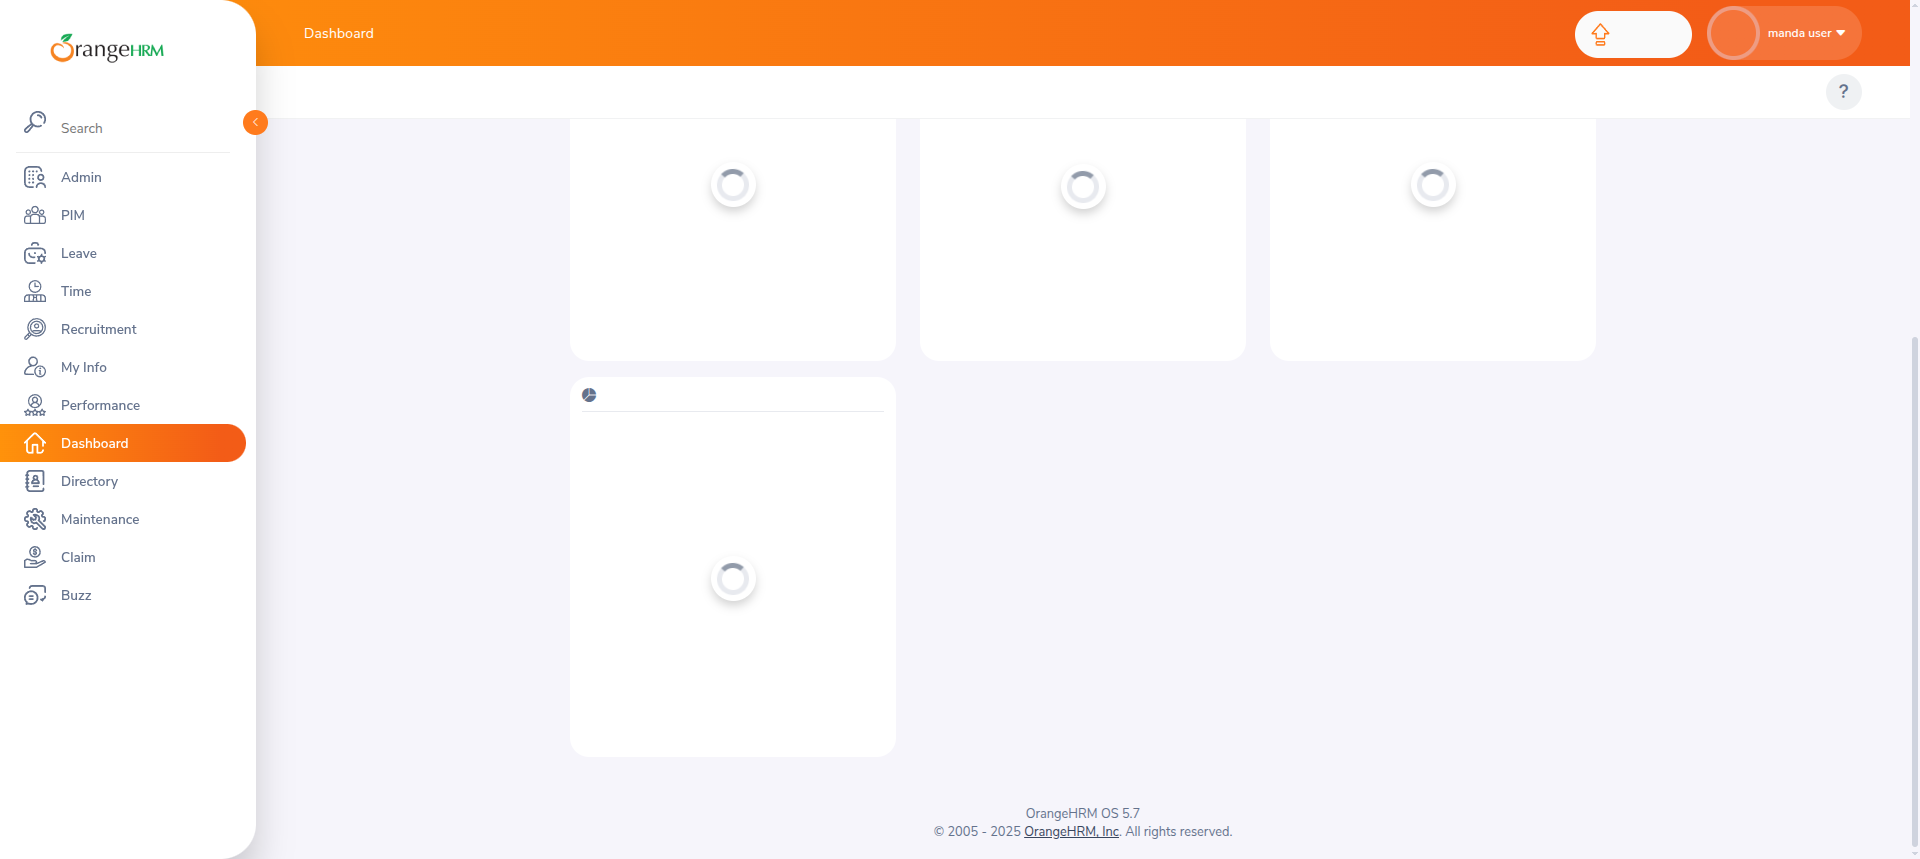 OrangeHRM
Dashboard
manda user
?
Search
Admin
PIM
Leave
Time
Recruitment
My Info
Performance
Dashboard
Directory
Maintenance
Claim
Buzz
OrangeHRM OS 5.7
© 2005 - 2025 OrangeHRM, Inc. All rights reserved.